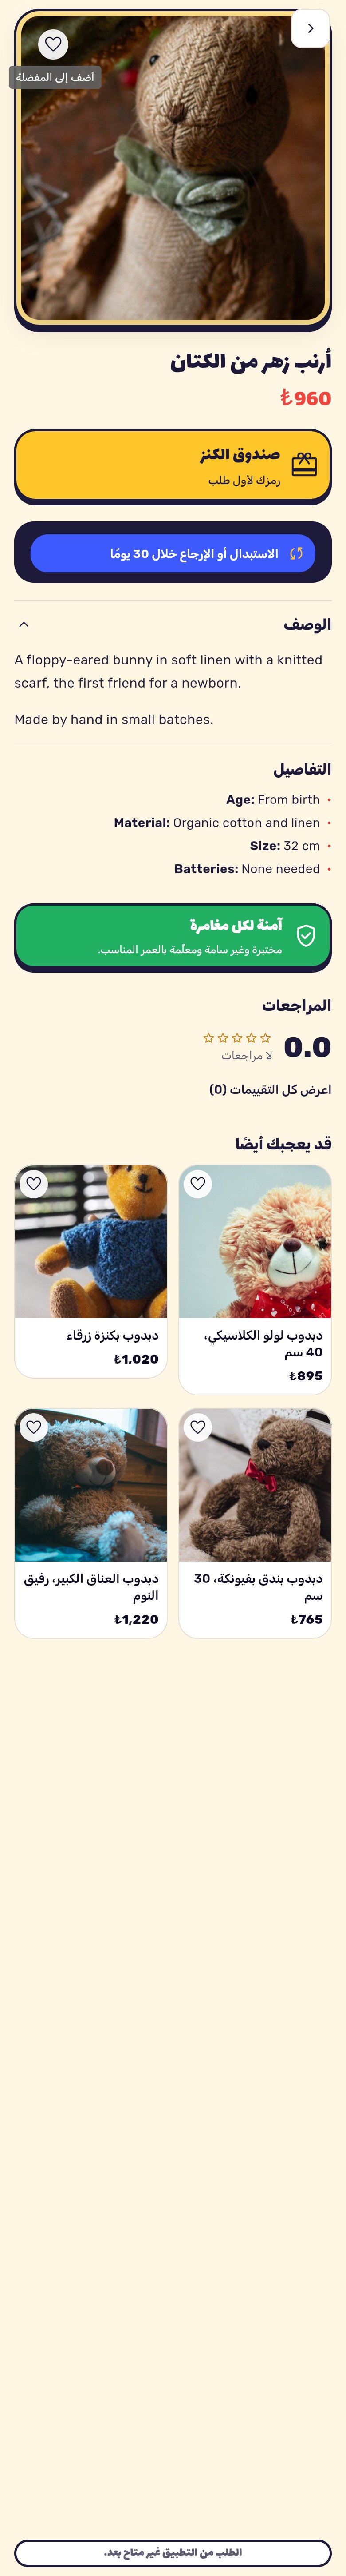 أضف إلى المفضلة
أرنب زهر من الكتان
₺960
صندوق الكنز
رمزك لأول طلب
الاستبدال أو الإرجاع خلال 30 يومًا
الوصف
A floppy-eared bunny in soft linen with a knitted
scarf, the first friend for a newborn.
Made by hand in small batches.
التفاصيل
• Age: From birth
• Material: Organic cotton and linen
• Size: 32 cm
• Batteries: None needed
آمنة لكل مغامرة
مختبرة وغير سامة ومعلّمة بالعمر المناسب.
المراجعات
0.0
لا مراجعات
اعرض كل التقييمات (0)
قد يعجبك أيضًا
دبدوب لولو الكلاسيكي،
40 سم
₺895
دبدوب بكنزة زرقاء
₺1,020
دبدوب بندق بفيونكة، 30
سم
₺765
دبدوب العناق الكبير، رفيق
النوم
₺1,220
الطلب من التطبيق غير متاح بعد.